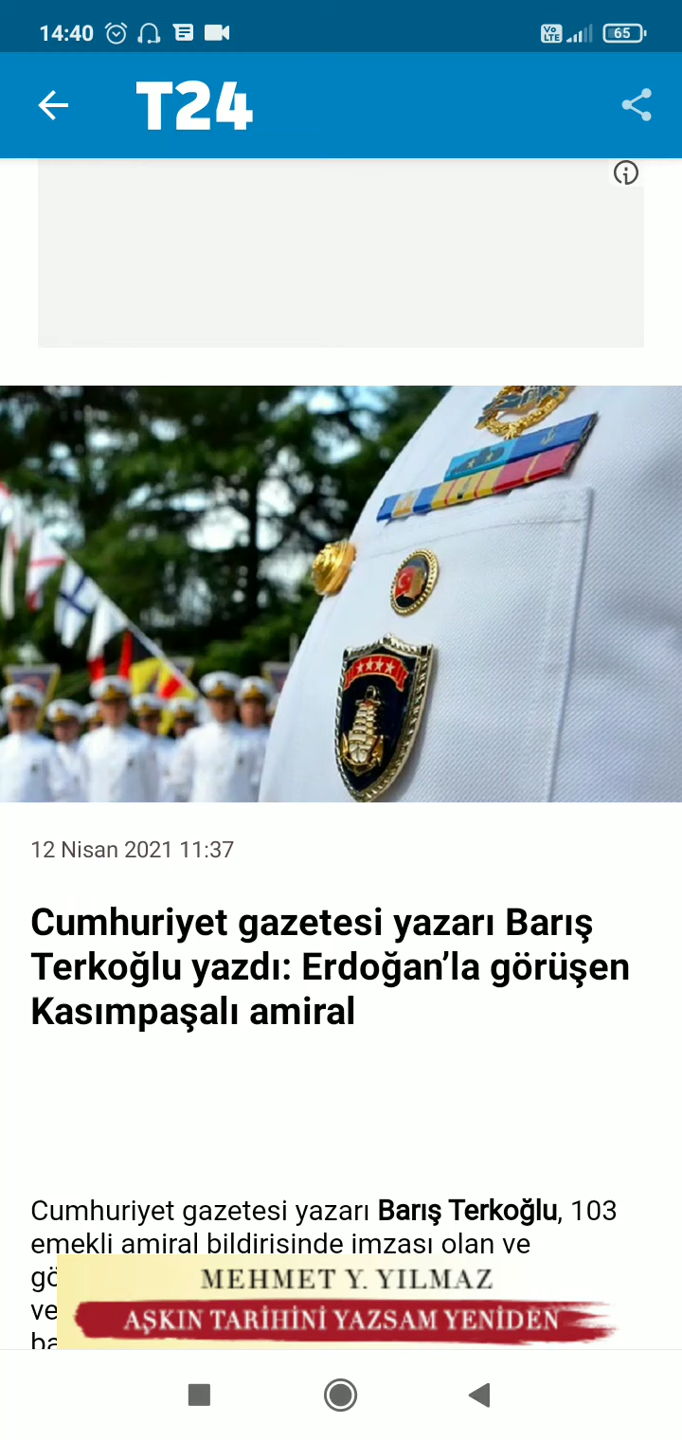 14:40
Vo LTE
65
T24
12 Nisan 2021 11:37
Cumhuriyet gazetesi yazarı Barış
Terkoğlu yazdı: Erdoğan’la görüşen
Kasımpaşalı amiral
Cumhuriyet gazetesi yazarı Barış Terkoğlu, 103
emekli amiral bildirisinde imzası olan ve
MEHMET Y. YILMAZ
AŞKIN TARİHİNİ YAZSAM YENİDEN